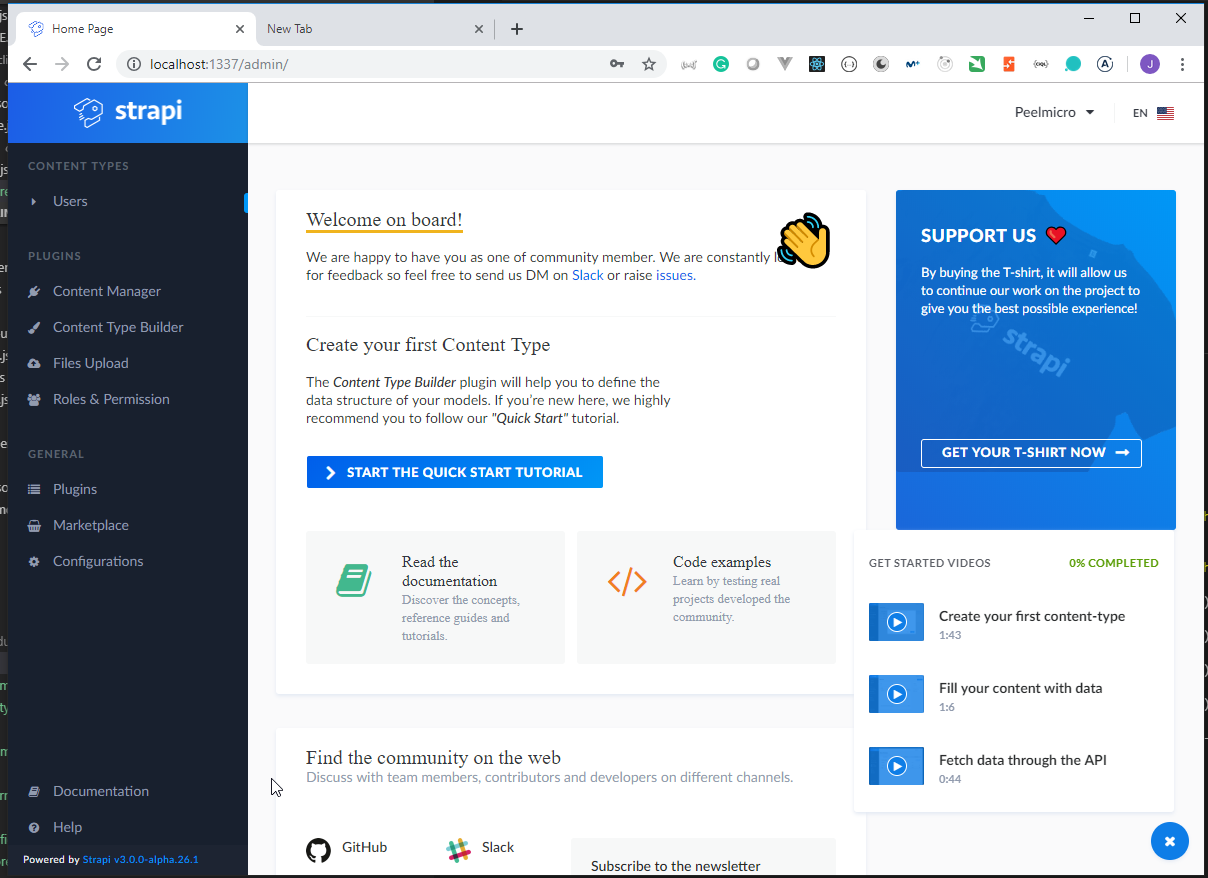 Home Page
New Tab
localhost:1337/admin/
J
strapi
Peelmicro
EN
CONTENT TYPES
Users
PLUGINS
Content Manager
Content Type Builder
Files Upload
Roles & Permission
GENERAL
Plugins
Marketplace
Configurations
Documentation
Help
Powered by Strapi v3.0.0-alpha.26.1
Welcome on board!
We are happy to have you as one of community member. We are constantly
for feedback so feel free to send us DM on Slack or raise issues.
Create your first Content Type
The Content Type Builder plugin will help you to define the
data structure of your models. If you're new here, we highly
recommend you to follow our "Quick Start" tutorial.
START THE QUICK START TUTORIAL
Read the
documentation
Discover the concepts,
reference guides and
tutorials.
Code examples
Learn by testing real
projects developed the
community.
Find the community on the web
Discuss with team members, contributors and developers on different channels.
GitHub
Slack
Subscribe to the newsletter
SUPPORT US
By buying the T-shirt, it will allow us
to continue our work on the project to
give you the best possible experience!
strapi
GET YOUR T-SHIRT NOW
GET STARTED VIDEOS
0% COMPLETED
Create your first content-type
1:43
Fill your content with data
1:6
Fetch data through the API
0:44